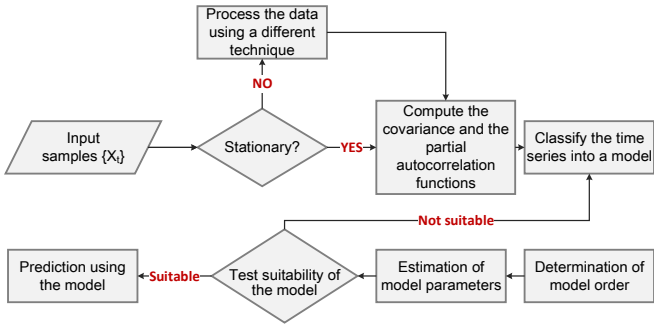 Process the data
using a different
technique
NO
Input
samples {Xt}
Stationary?
YES
Compute the
covariance and the
partial
autocorrelation
functions
Classify the time
series into a model
Not suitable
Prediction using
the model
Suitable
Test suitability of
the model
Estimation of
model parameters
Determination of
model order